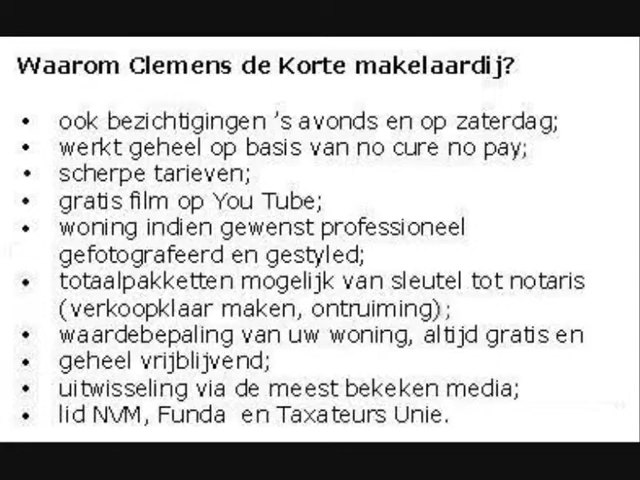 Waarom Clemens de Korte makelaardij?
• ook bezichtigingen 's avonds en op zaterdag;
• werkt geheel op basis van no cure no pay;
• scherpe tarieven;
• gratis film op You Tube;
• woning indien gewenst professioneel
gefotografeerd en gestyled;
• totaalpakketten mogelijk van sleutel tot notaris
(verkoopklaar maken, ontruiming);
• waardebepaling van uw woning, altijd gratis en
• geheel vrijblijvend;
• uitwisseling via de meest bekeken media;
• lid NVM, Funda en Taxateurs Unie.